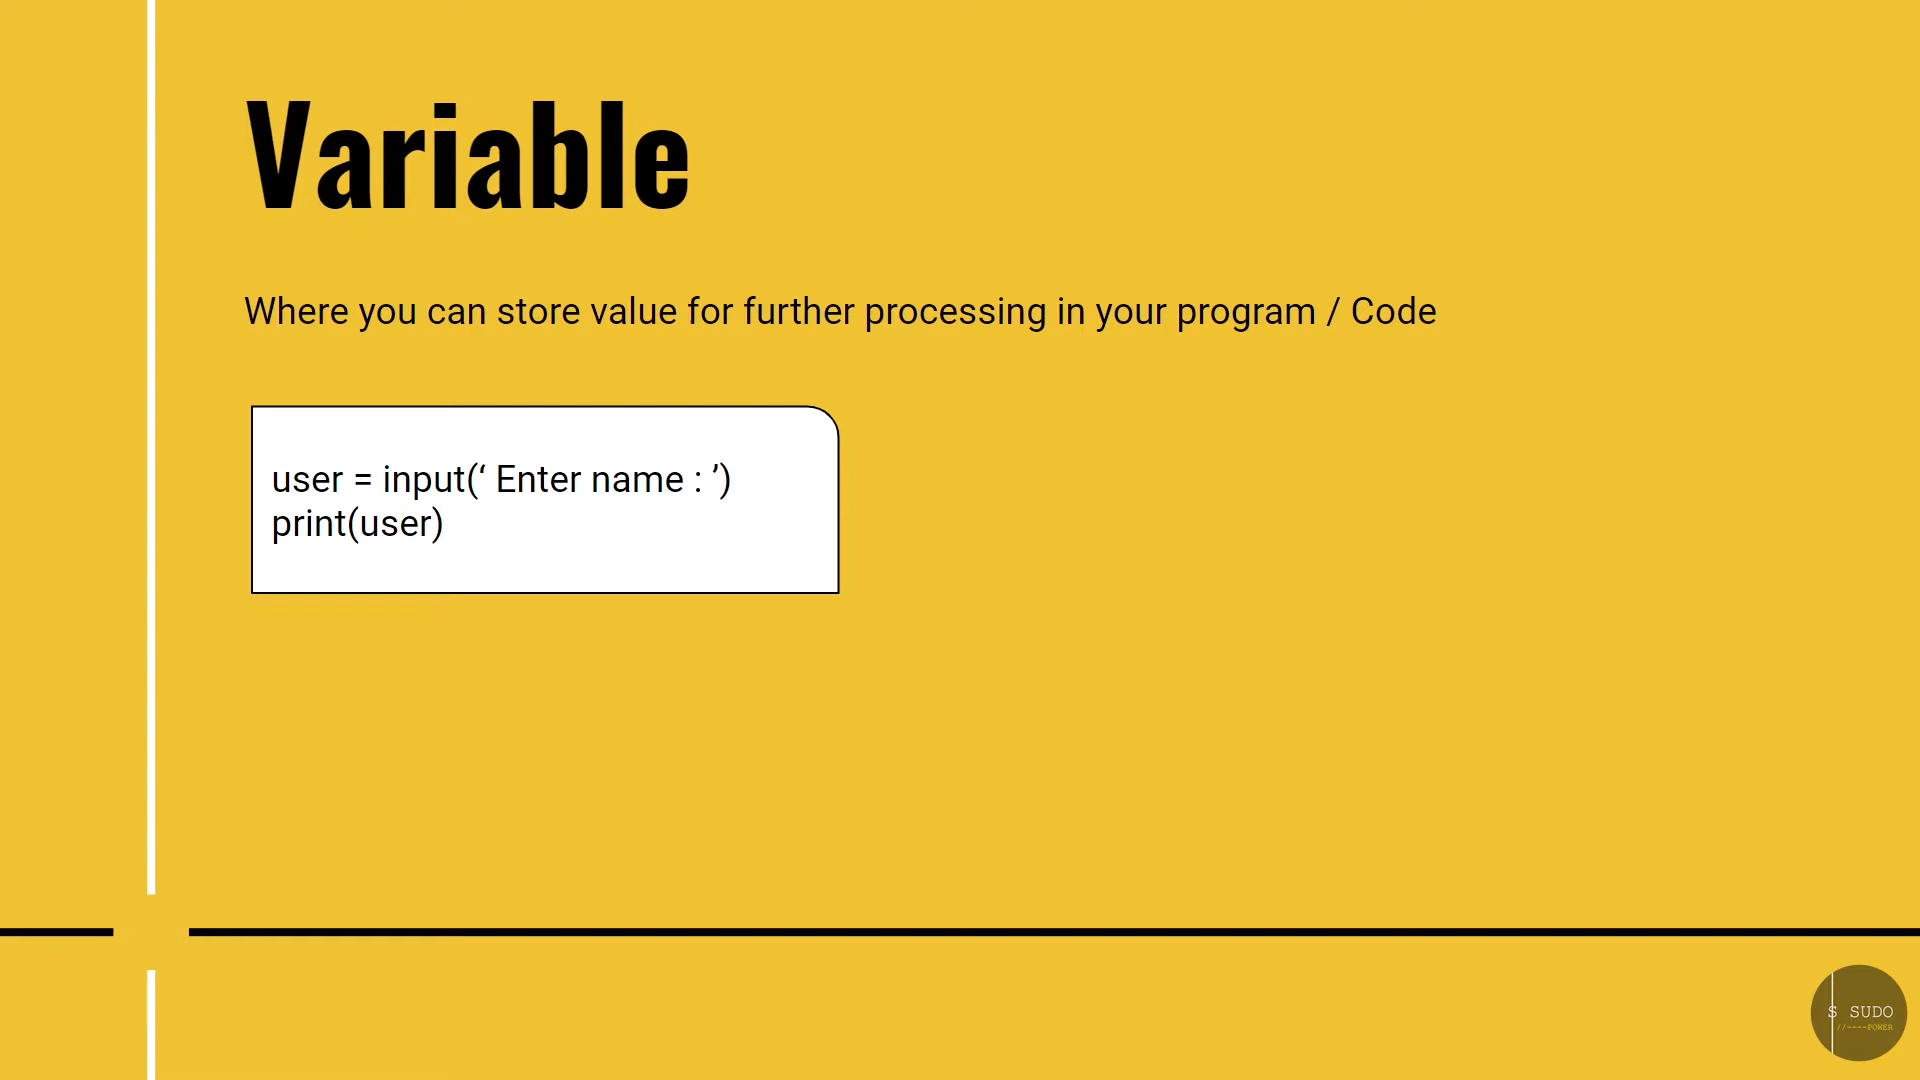 Variable
Where you can store value for further processing in your program / Code
user = input(‘ Enter name : ’)
print(user)
S SUDO
//----POWER